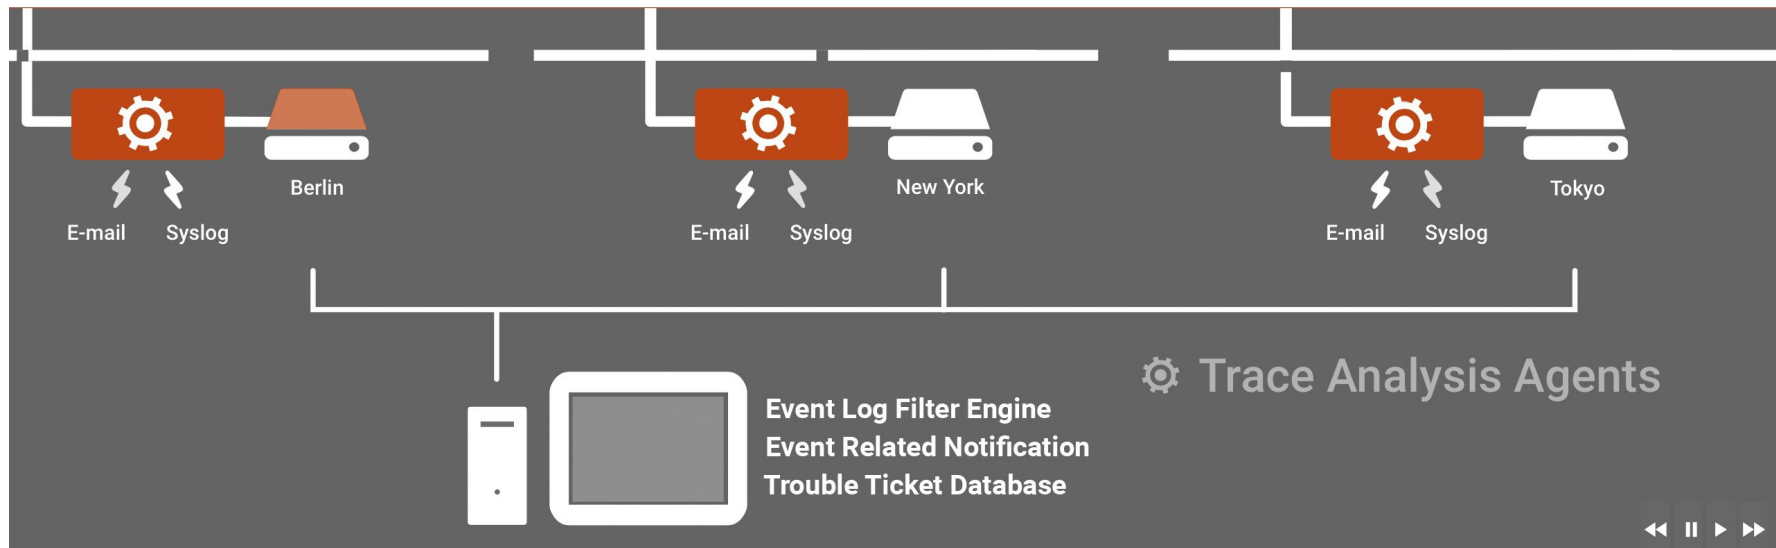 Berlin
E-mail
Syslog
New York
E-mail
Syslog
Tokyo
E-mail
Syslog
Trace Analysis Agents
Event Log Filter Engine
Event Related Notification
Trouble Ticket Database